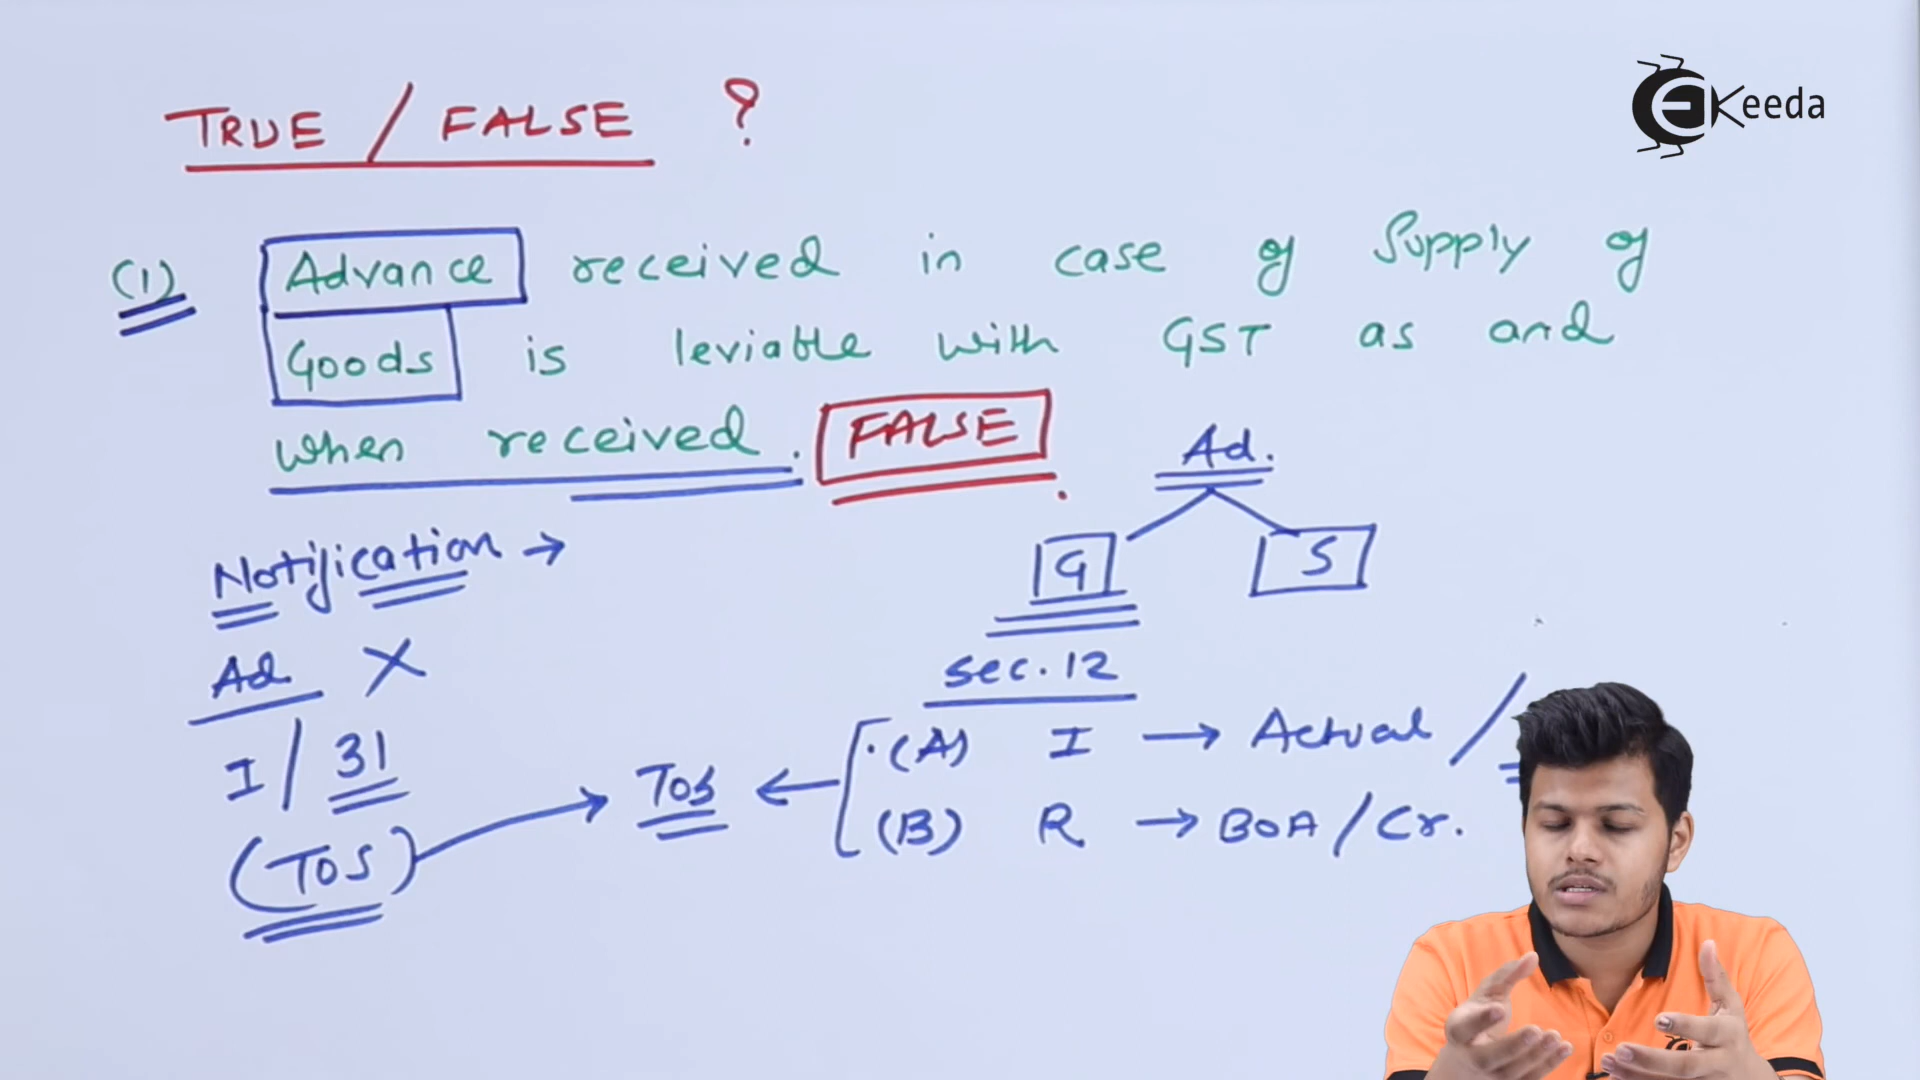 TRUE / FALSE ?
EKeeda
(1) Advance received in case of Supply of
Goods is leviable with GST as and
when received. FALSE.
Ad.
Notification →
G S
Ad X
sec. 12
I / 31
(A) I → Actual /
(TOS) → TOS ←
(B) R → BOA / Cr.